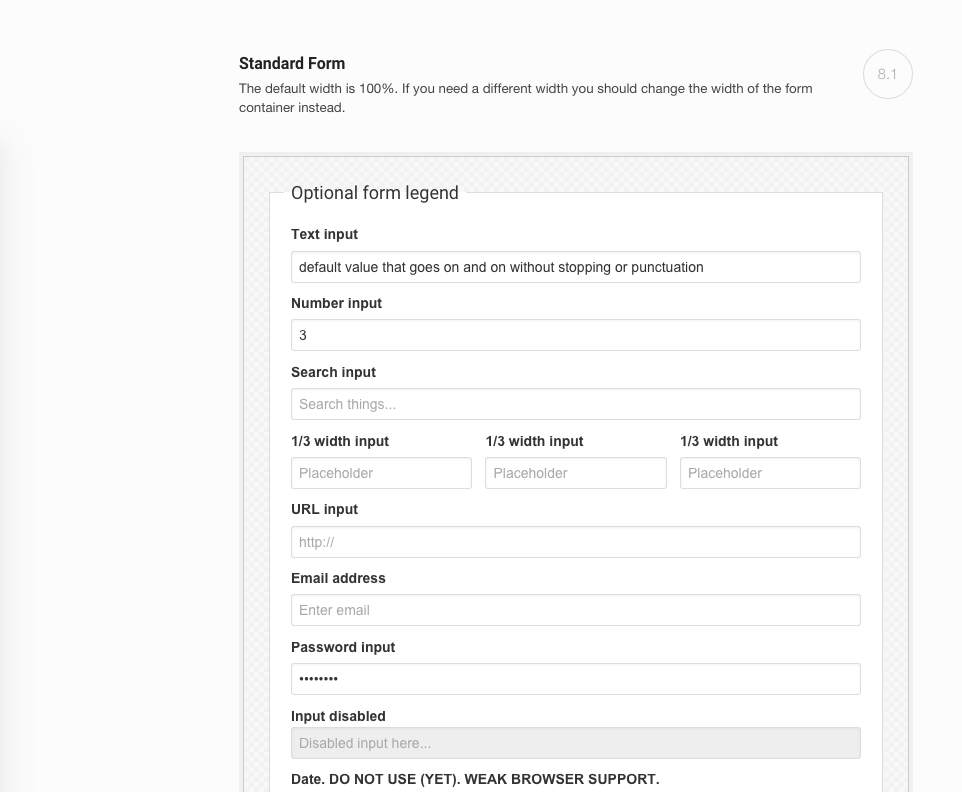 Standard Form
8.1
The default width is 100%. If you need a different width you should change the width of the form
container instead.
Optional form legend
Text input
default value that goes on and on without stopping or punctuation
Number input
3
Search input
Search things...
1/3 width input 1/3 width input 1/3 width input
Placeholder Placeholder Placeholder
URL input
http://
Email address
Enter email
Password input
••••••••
Input disabled
Disabled input here...
Date. DO NOT USE (YET). WEAK BROWSER SUPPORT.